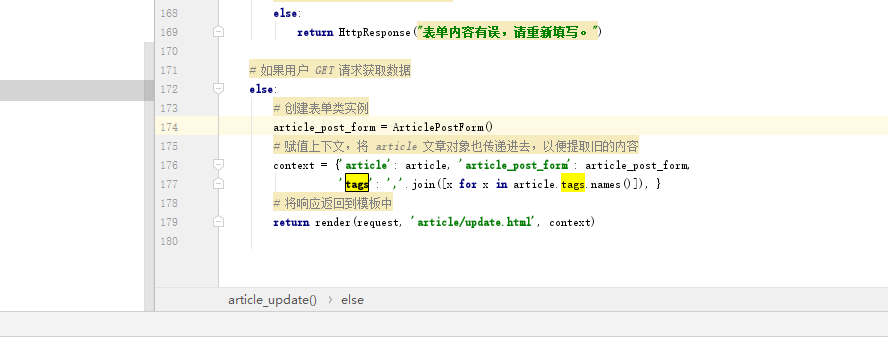 168 else:
169 return HttpResponse("表单内容有误，请重新填写。")
170
171 # 如果用户 GET 请求获取数据
172 else:
173 # 创建表单类实例
174 article_post_form = ArticlePostForm()
175 # 赋值上下文，将 article 文章对象也传递进去，以便提取旧的内容
176 context = {'article': article, 'article_post_form': article_post_form,
177 'tags': ','.join([x for x in article.tags.names()]), }
178 # 将响应返回到模板中
179 return render(request, 'article/update.html', context)
180
article_update() › else